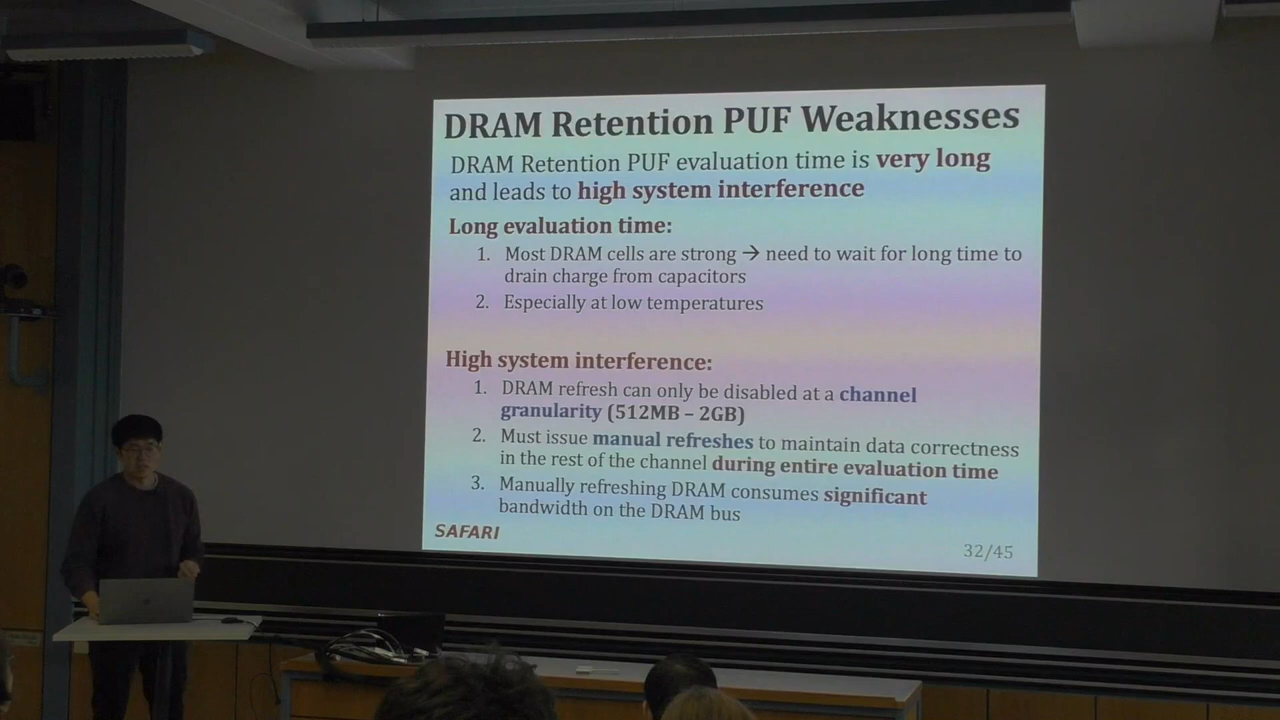 DRAM Retention PUF Weaknesses
DRAM Retention PUF evaluation time is very long
and leads to high system interference
Long evaluation time:
1. Most DRAM cells are strong → need to wait for long time to
drain charge from capacitors
2. Especially at low temperatures
High system interference:
1. DRAM refresh can only be disabled at a channel
granularity (512MB – 2GB)
2. Must issue manual refreshes to maintain data correctness
in the rest of the channel during entire evaluation time
3. Manually refreshing DRAM consumes significant
bandwidth on the DRAM bus
SAFARI
32/45